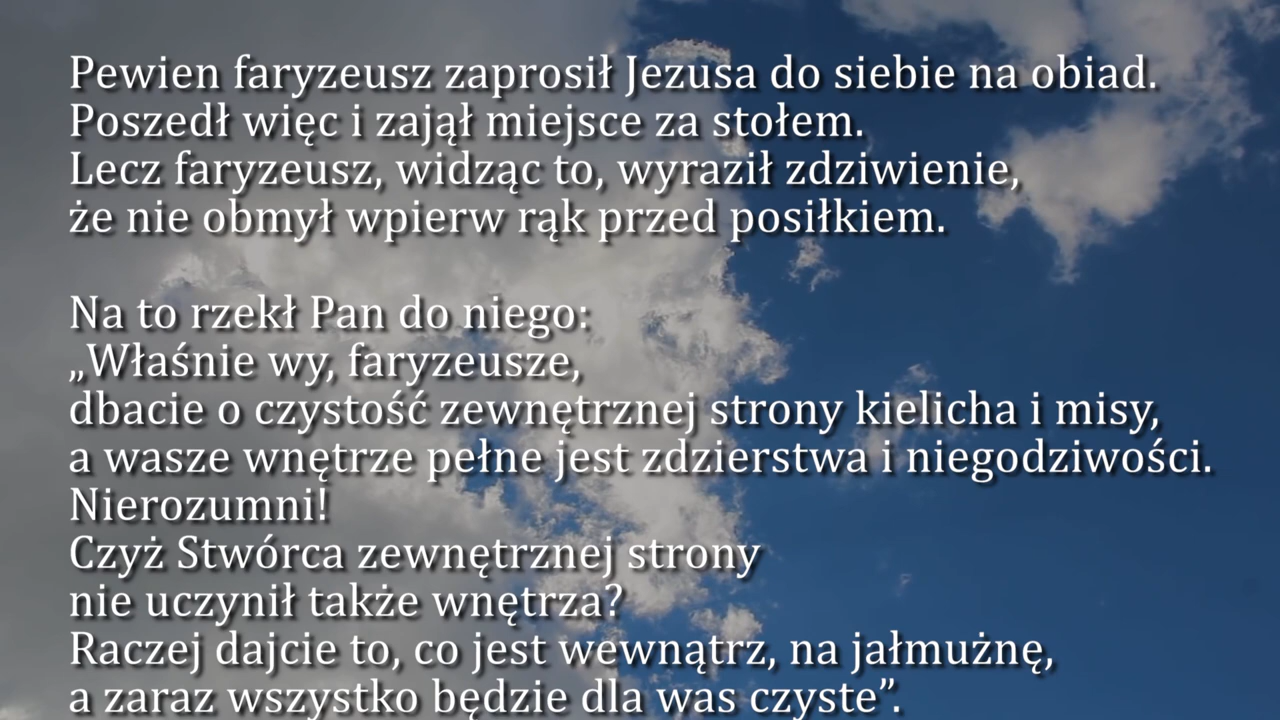 Pewien faryzeusz zaprosił Jezusa do siebie na obiad.
Poszedł więc i zajął miejsce za stołem.
Lecz faryzeusz, widząc to, wyraził zdziwienie,
że nie obmył wpierw rąk przed posiłkiem.
Na to rzekł Pan do niego:
„Właśnie wy, faryzeusze,
dbacie o czystość zewnętrznej strony kielicha i misy,
a wasze wnętrze pełne jest zdzierstwa i niegodziwości.
Nierozumni!
Czyż Stwórca zewnętrznej strony
nie uczynił także wnętrza?
Raczej dajcie to, co jest wewnątrz, na jałmużnę,
a zaraz wszystko będzie dla was czyste”.